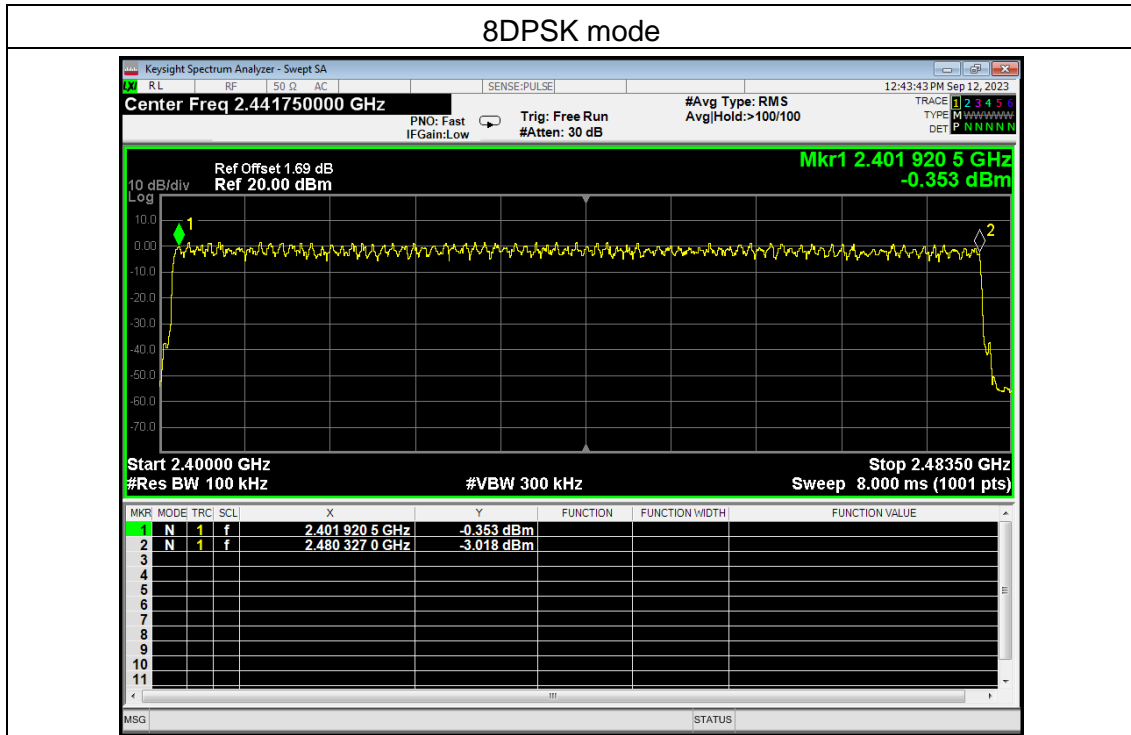 8DPSK mode
Keysight Spectrum Analyzer - Swept SA
LXI RL RF 50 Ω AC SENSE:PULSE 12:43:43 PM Sep 12, 2023
Center Freq 2.441750000 GHz #Avg Type: RMS TRACE 1 2 3 4 5 6
PNO: Fast Trig: Free Run Avg|Hold:>100/100 TYPE M WWWWW
IFGain:Low #Atten: 30 dB DET P N N N N N
Mkr1 2.401 920 5 GHz
Ref Offset 1.69 dB
10 dB/div Ref 20.00 dBm -0.353 dBm
Log
10.0
1
2
0.00
-10.0
-20.0
-30.0
-40.0
-50.0
-60.0
-70.0
Start 2.40000 GHz Stop 2.48350 GHz
#Res BW 100 kHz #VBW 300 kHz Sweep 8.000 ms (1001 pts)
MKR MODE TRC SCL X Y FUNCTION FUNCTION WIDTH FUNCTION VALUE
1 N 1 f 2.401 920 5 GHz -0.353 dBm
2 N 1 f 2.480 327 0 GHz -3.018 dBm
3
4
5
6
7
8
9
10
11
MSG STATUS